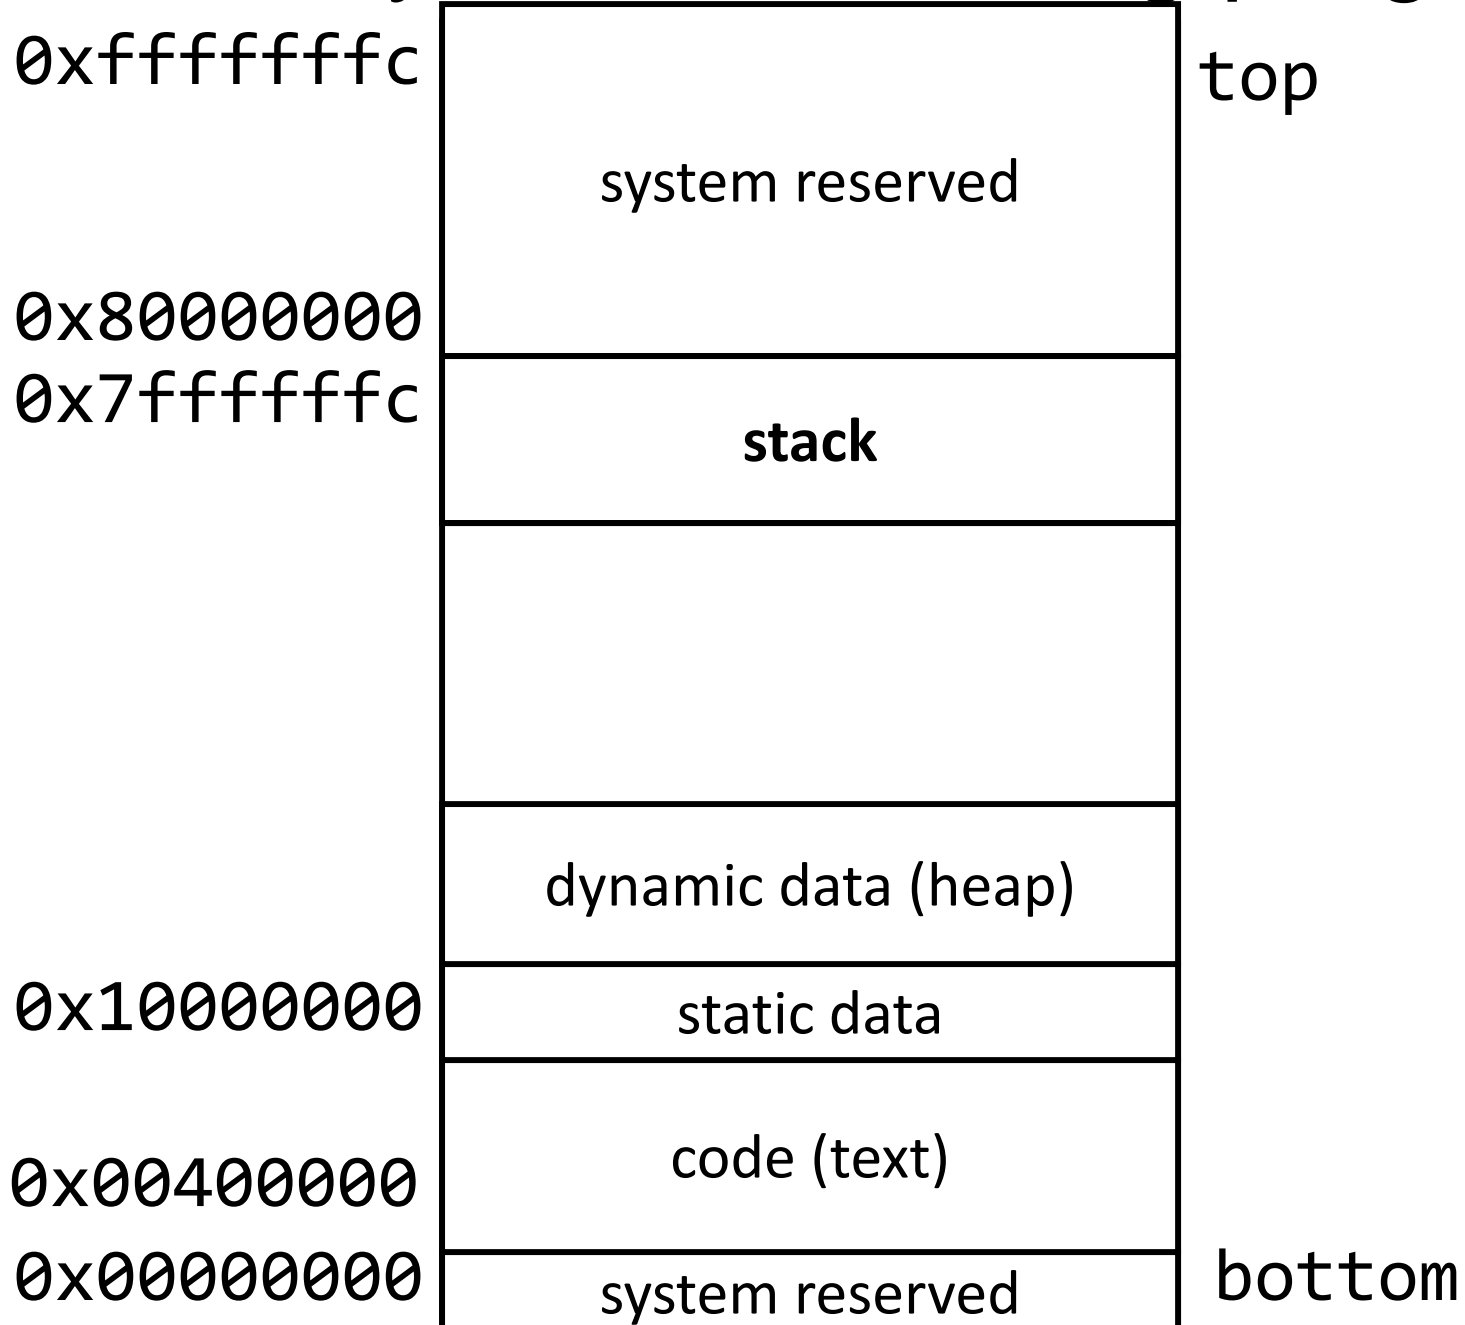 0xfffffffc
top
system reserved
0x80000000
0x7ffffffc
stack
dynamic data (heap)
0x10000000
static data
code (text)
0x00400000
0x00000000
bottom
system reserved